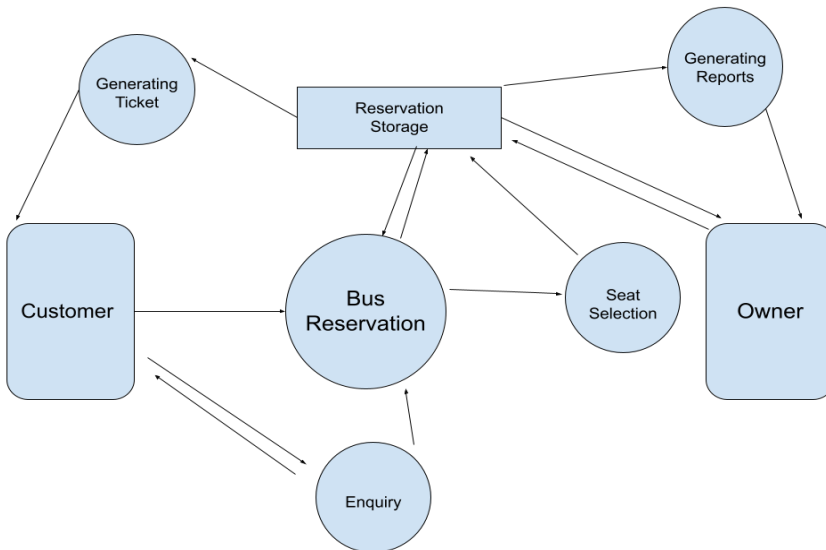 Generating
Ticket
Reservation
Storage
Generating
Reports
Customer
Bus
Reservation
Seat
Selection
Owner
Enquiry